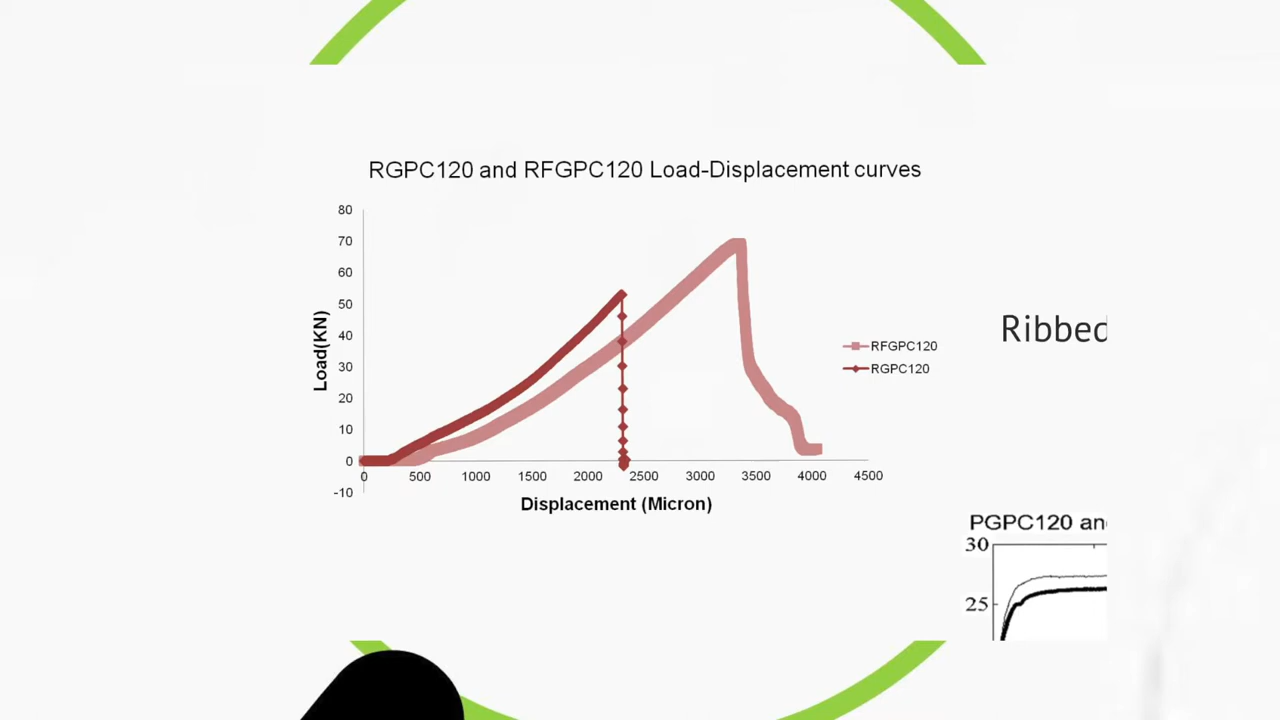 RGPC120 and RFGPC120 Load-Displacement curves
80
70
60
50
40
30
20
10
0
-10
Load(KN)
0 500 1000 1500 2000 2500 3000 3500 4000 4500
Displacement (Micron)
RFGPC120
RGPC120
Ribbed
PGPC120 an
30
25